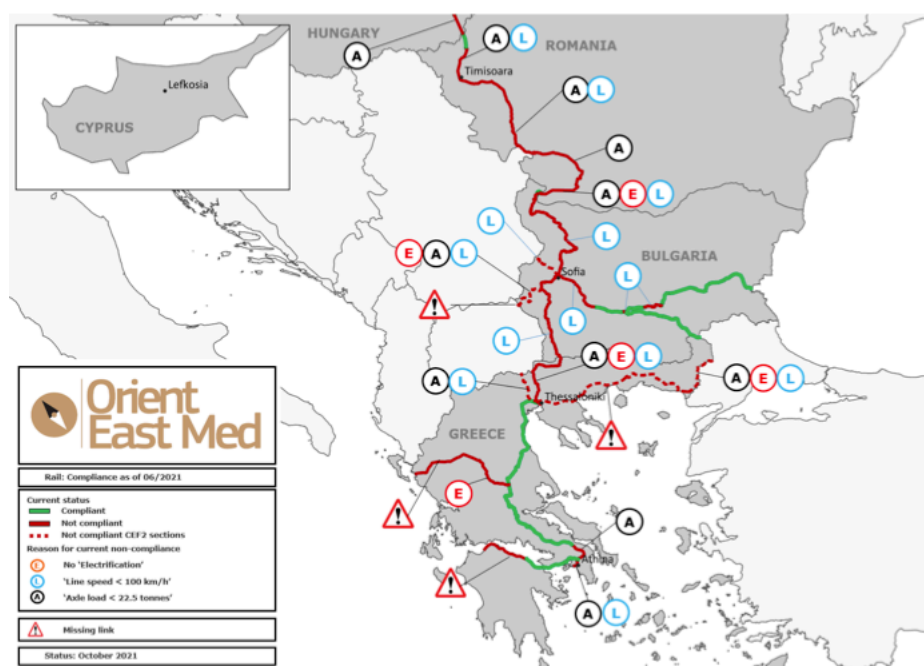 HUNGARY
A
A L
ROMANIA
Lefkosia
Timisoara
CYPRUS
A L
A
A E L
L
L
E A L
BULGARIA
Sofia
L
!
L
L
A E L
A L
A E L
Thessaloniki
Orient
East Med
GREECE
!
Rail: Compliance as of 06/2021
E
Current status
Compliant
Not compliant
Not compliant CEF2 sections
Reason for current non-compliance
E No 'Electrification'
L 'Line speed < 100 km/h'
A 'Axle load < 22.5 tonnes'
! Missing link
Status: October 2021
!
A
Athina
!
A L